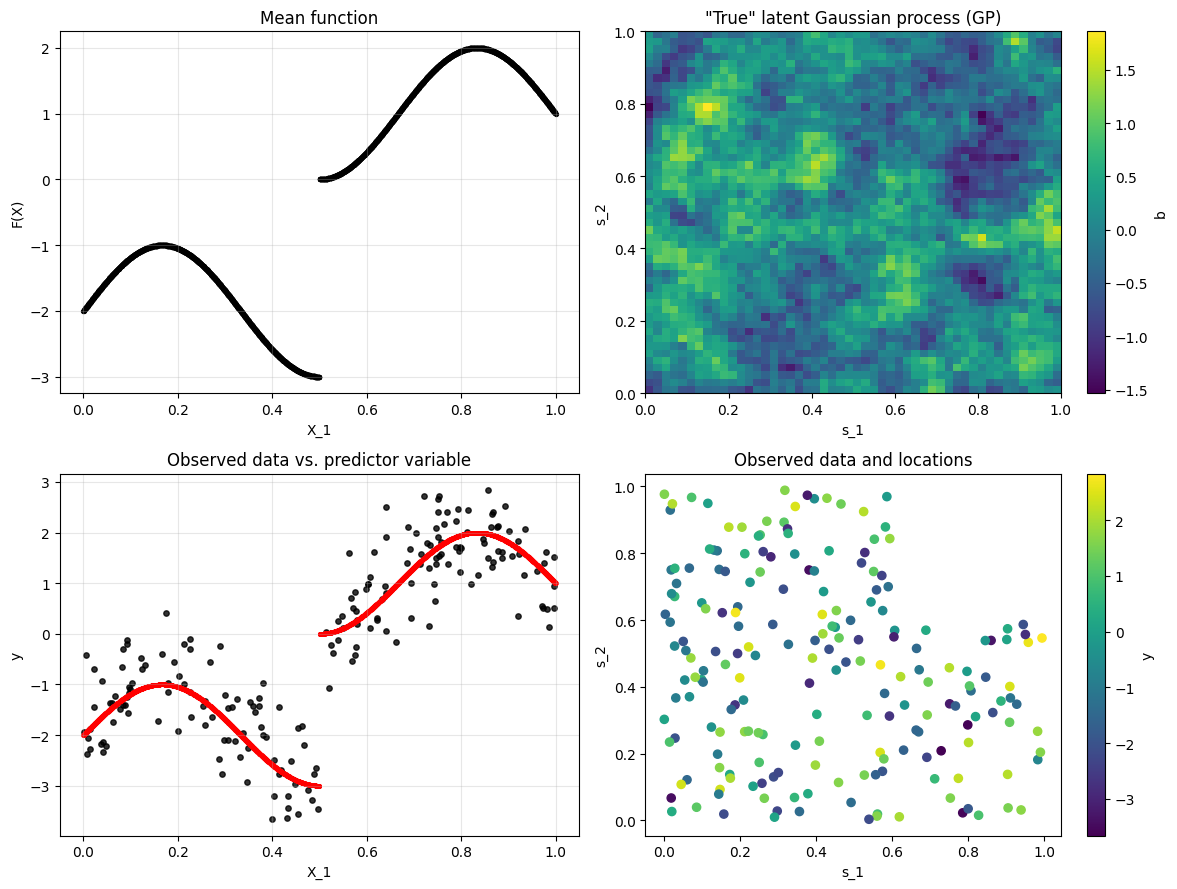 Mean function
2
1
0
−1
−2
−3
F(X)
0.0 0.2 0.4 0.6 0.8 1.0
X_1
"True" latent Gaussian process (GP)
1.0
0.8
0.6
0.4
0.2
0.0
s_2
0.0 0.2 0.4 0.6 0.8 1.0
s_1
1.5
1.0
0.5
0.0
−0.5
−1.0
−1.5
b
Observed data vs. predictor variable
3
2
1
0
−1
−2
−3
y
0.0 0.2 0.4 0.6 0.8 1.0
X_1
Observed data and locations
1.0
0.8
0.6
0.4
0.2
0.0
s_2
0.0 0.2 0.4 0.6 0.8 1.0
s_1
2
1
0
−1
−2
−3
y